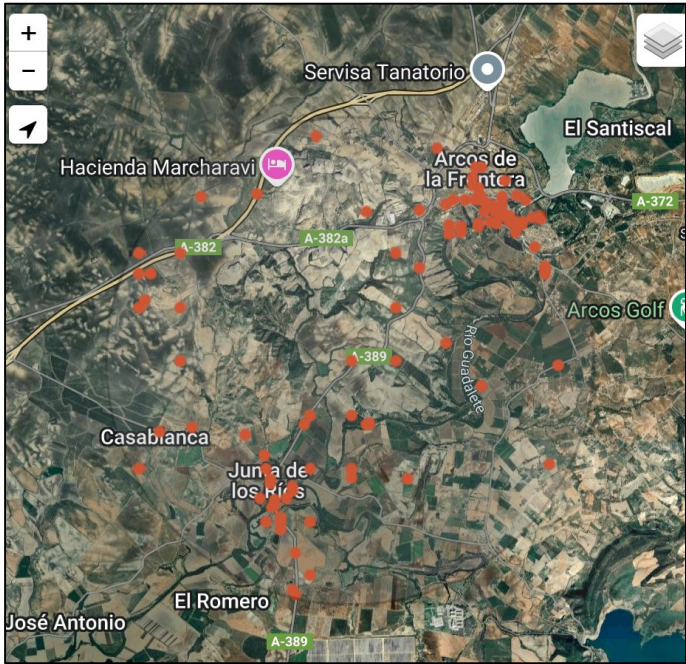 +
−
Servisa Tanatorio
El Santiscal
Arcos de
la Frontera
Hacienda Marcharavi
A-372
A-382
A-382a
Arcos Golf
Río Guadalete
A-389
Casablanca
Junta de
los Ríos
El Romero
José Antonio
A-389